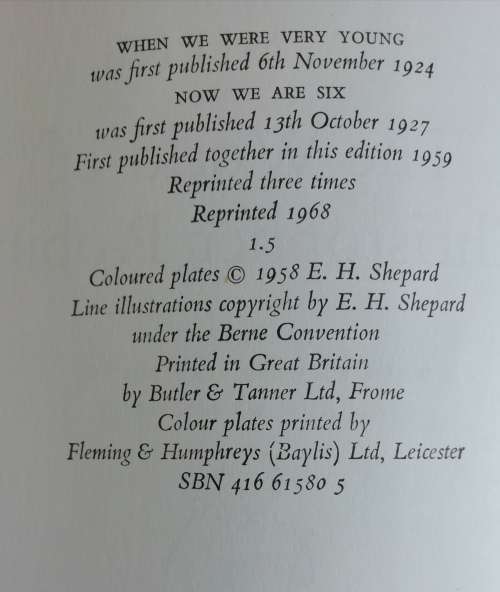 WHEN WE WERE VERY YOUNG
was first published 6th November 1924
NOW WE ARE SIX
was first published 13th October 1927
First published together in this edition 1959
Reprinted three times
Reprinted 1968
1.5
Coloured plates © 1958 E. H. Shepard
Line illustrations copyright by E. H. Shepard
under the Berne Convention
Printed in Great Britain
by Butler & Tanner Ltd, Frome
Colour plates printed by
Fleming & Humphreys (Baylis) Ltd, Leicester
SBN 416 61580 5